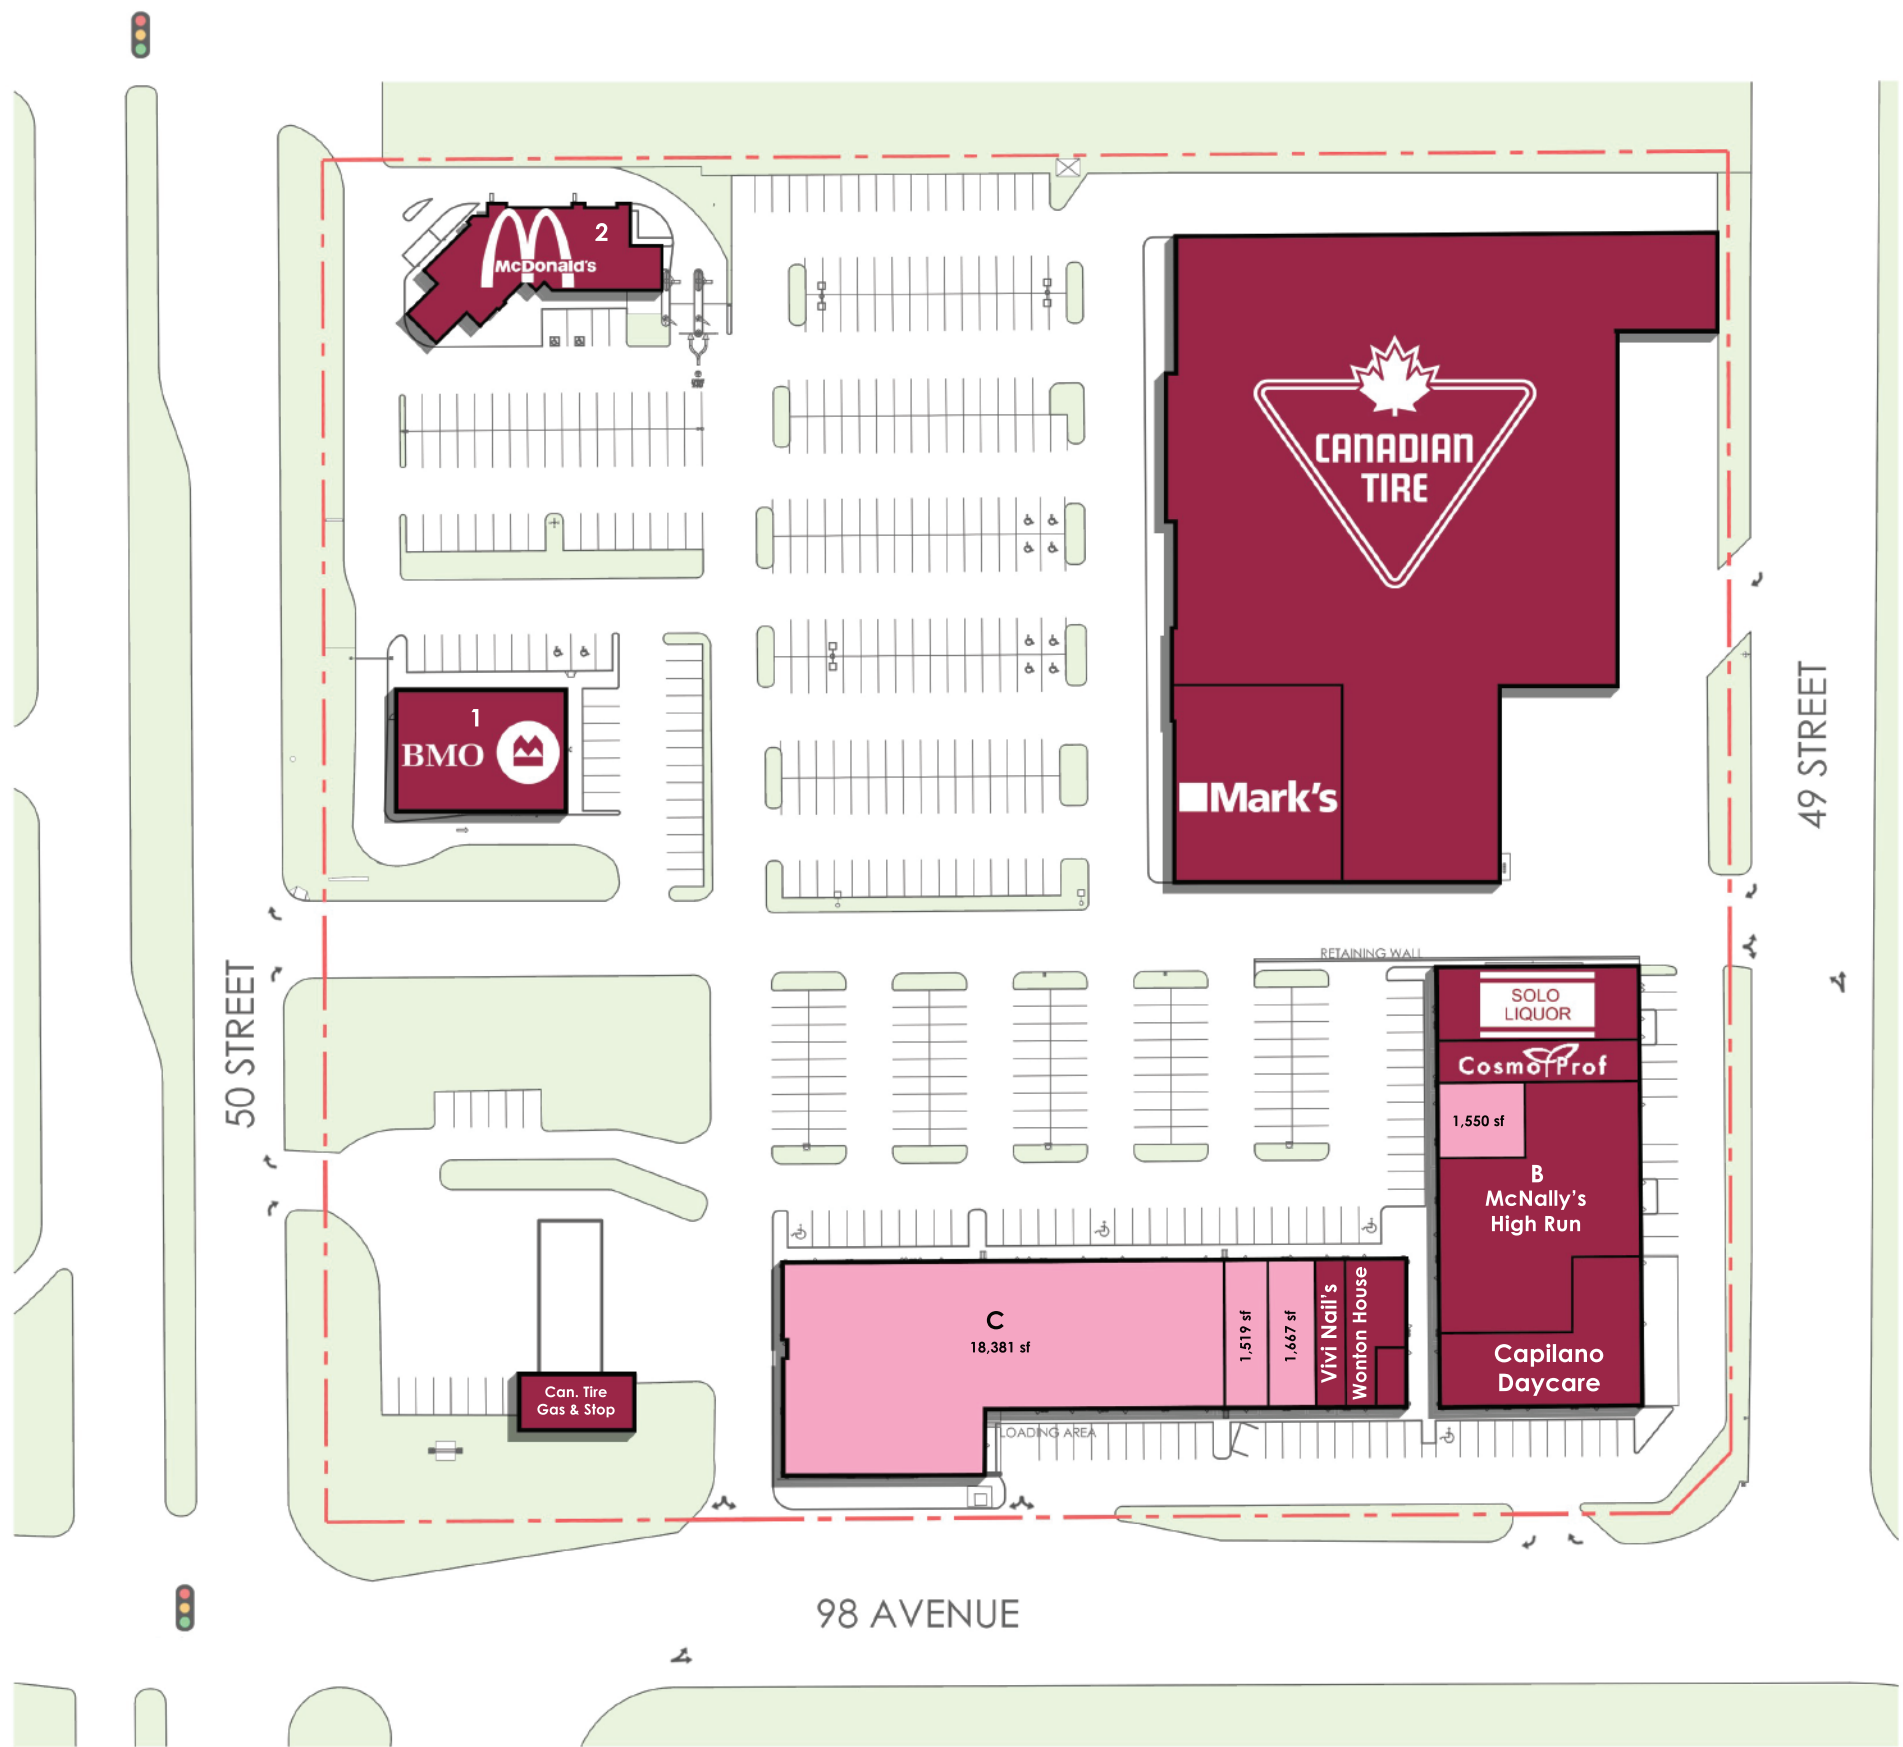 2
McDonald's
CANADIAN
TIRE
1
BMO
Mark's
49 STREET
RETAINING WALL
SOLO
LIQUOR
CosmoProf
50 STREET
1,550 sf
B
McNally's
High Run
C
18,381 sf
1,519 sf
1,667 sf
Vivi Nail's
Wonton House
Capilano
Daycare
Can. Tire
Gas & Stop
LOADING AREA
98 AVENUE